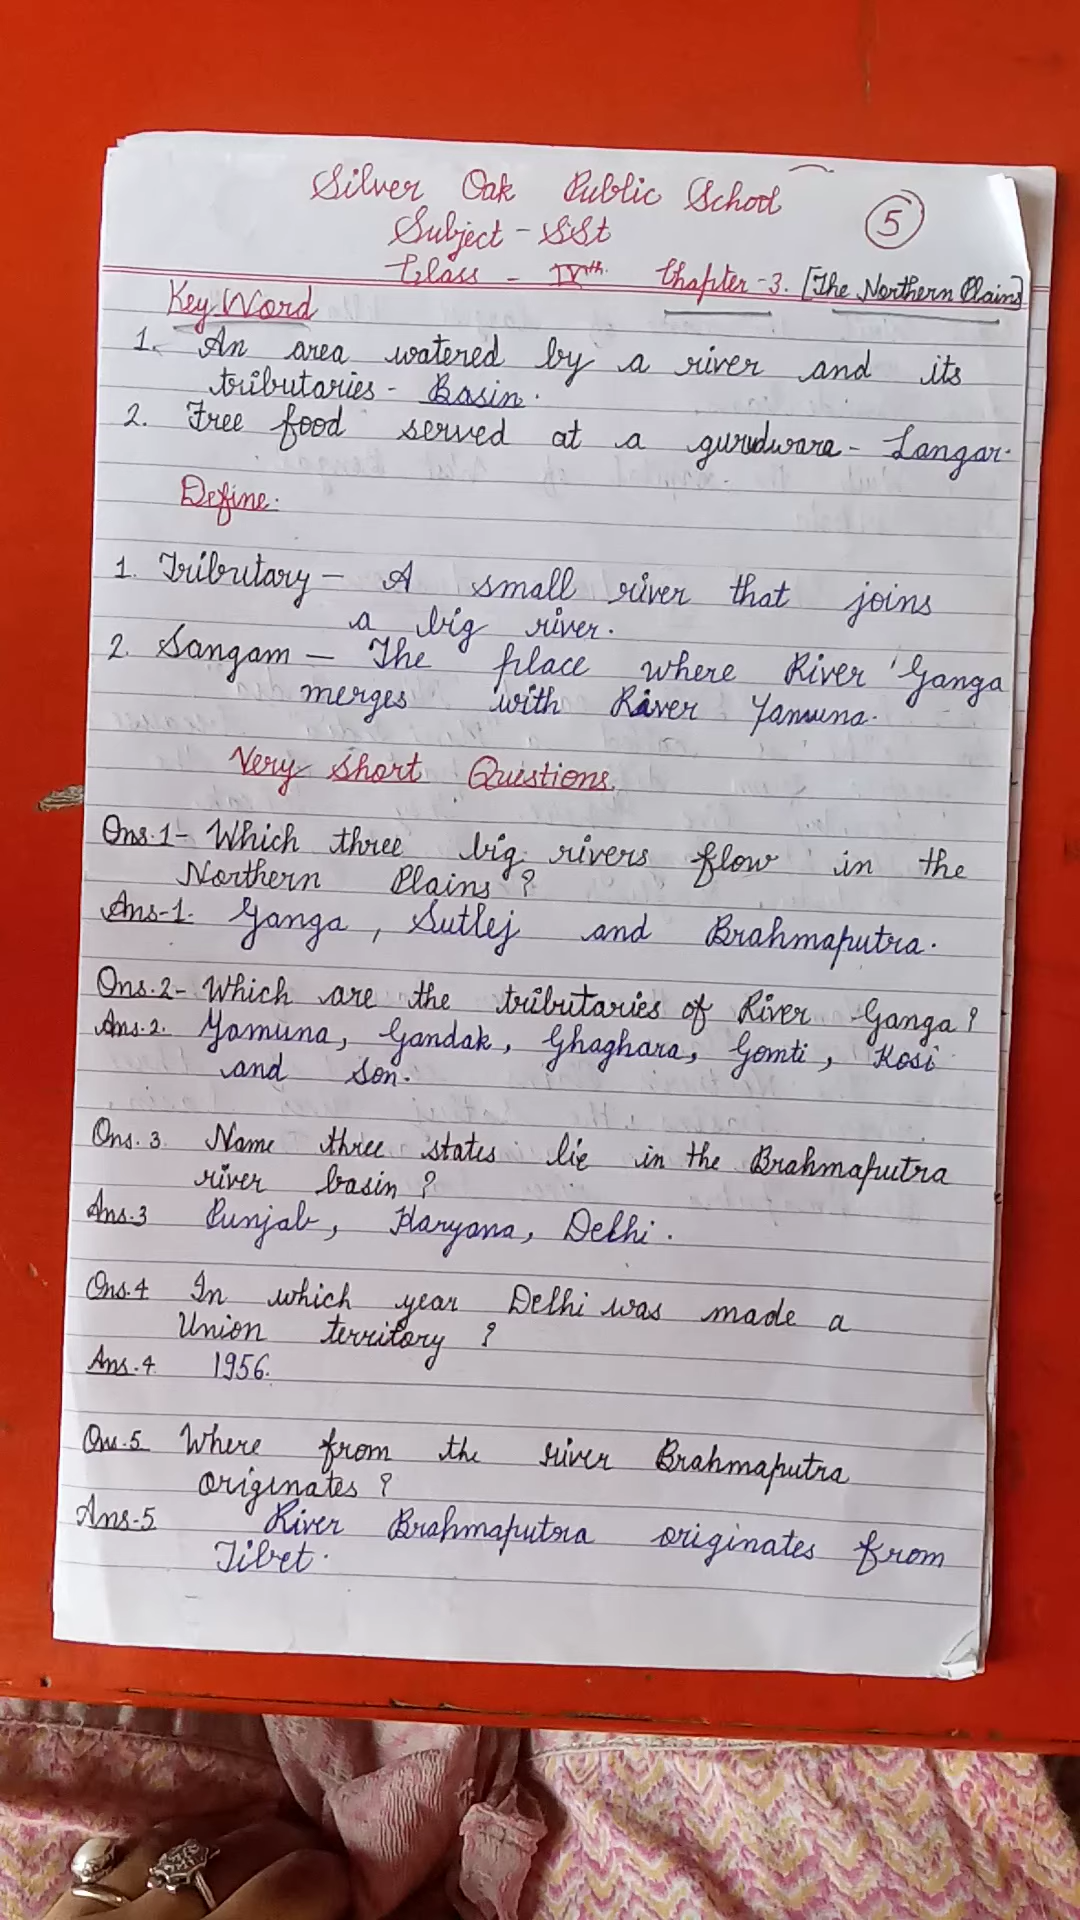 Silver Oak Public School
5
Subject - S.St
Class - IVth. Chapter-3. [The Northern Plains]
Key Word
1. An area watered by a river and its
tributaries - Basin.
2. Free food served at a gurudwara - Langar.
Define:
1. Tributary - A small river that joins
a big river.
2. Sangam - The place where River Ganga
merges with River Yamuna.
Very Short Questions.
Qns.1- Which three big rivers flow in the
Northern Plains?
Ans-1. Ganga, Sutlej and Brahmaputra.
Qns.2- Which are the tributaries of River Ganga?
Ans.2. Yamuna, Gandak, Ghaghara, Gomti, Kosi
and Son.
Qns.3. Name three states lie in the Brahmaputra
river basin?
Ans.3 Punjab, Haryana, Delhi.
Qns.4 In which year Delhi was made a
Union territory?
Ans.4 1956.
Qns.5 Where from the river Brahmaputra
originates?
Ans-5 River Brahmaputra originates from
Tibet.